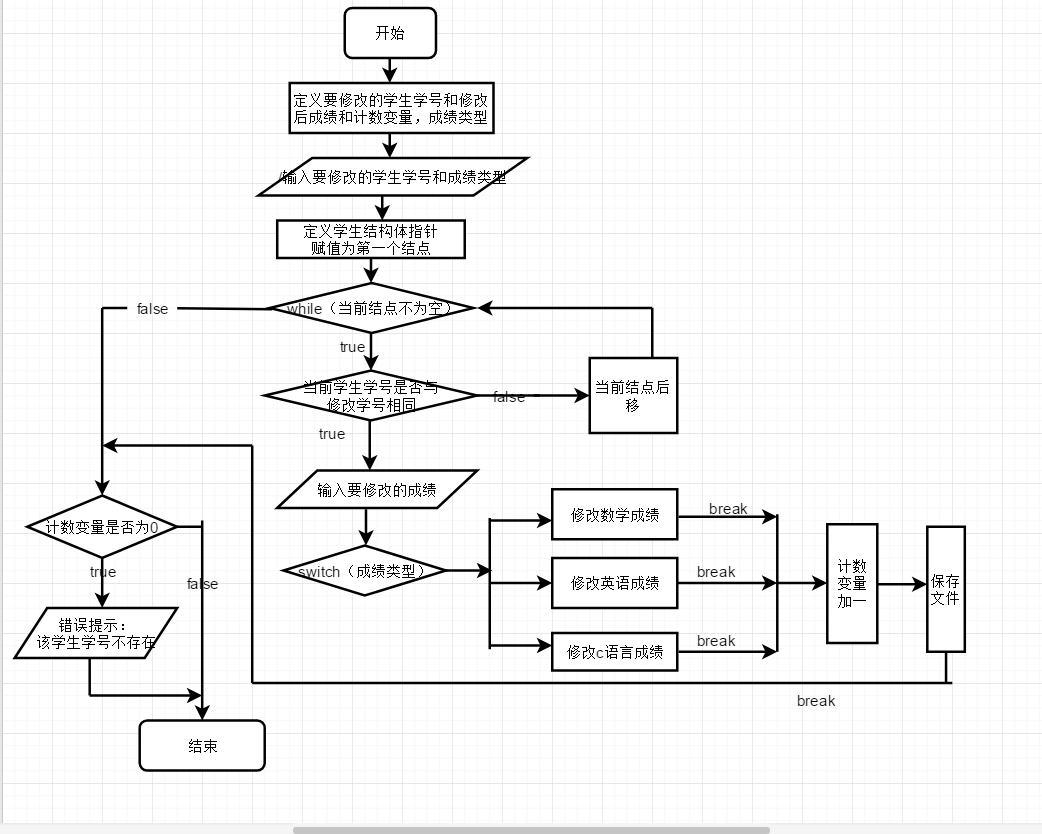 开始
定义要修改的学生学号和修改
后成绩和计数变量，成绩类型
输入要修改的学生学号和成绩类型
定义学生结构体指针
赋值为第一个结点
while（当前结点不为空）
false
true
当前学生学号是否与
修改学号相同
false
当前结点后
移
true
输入要修改的成绩
switch（成绩类型）
修改数学成绩
break
修改英语成绩
break
修改c语言成绩
break
计数
变量
加一
保存
文件
break
计数变量是否为0
true
false
错误提示：
该学生学号不存在
结束